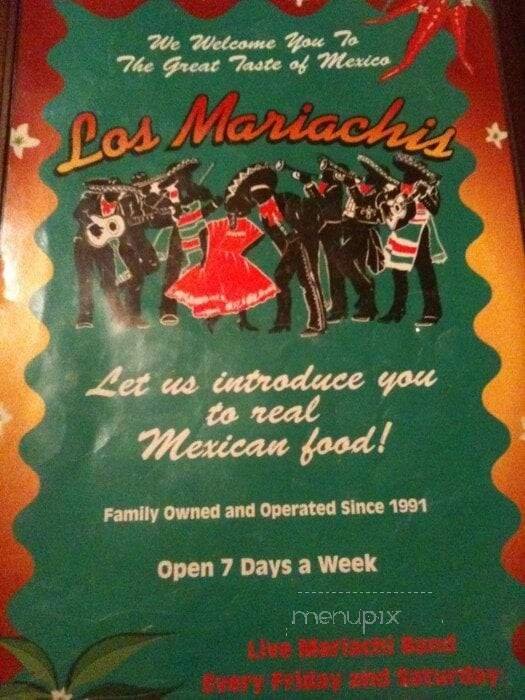 We Welcome You To
The Great Taste of Mexico
Los Mariachis
Let us introduce you
to real
Mexican food!
Family Owned and Operated Since 1991
Open 7 Days a Week
menupix
Live Mariachi Band
Every Friday and Saturday